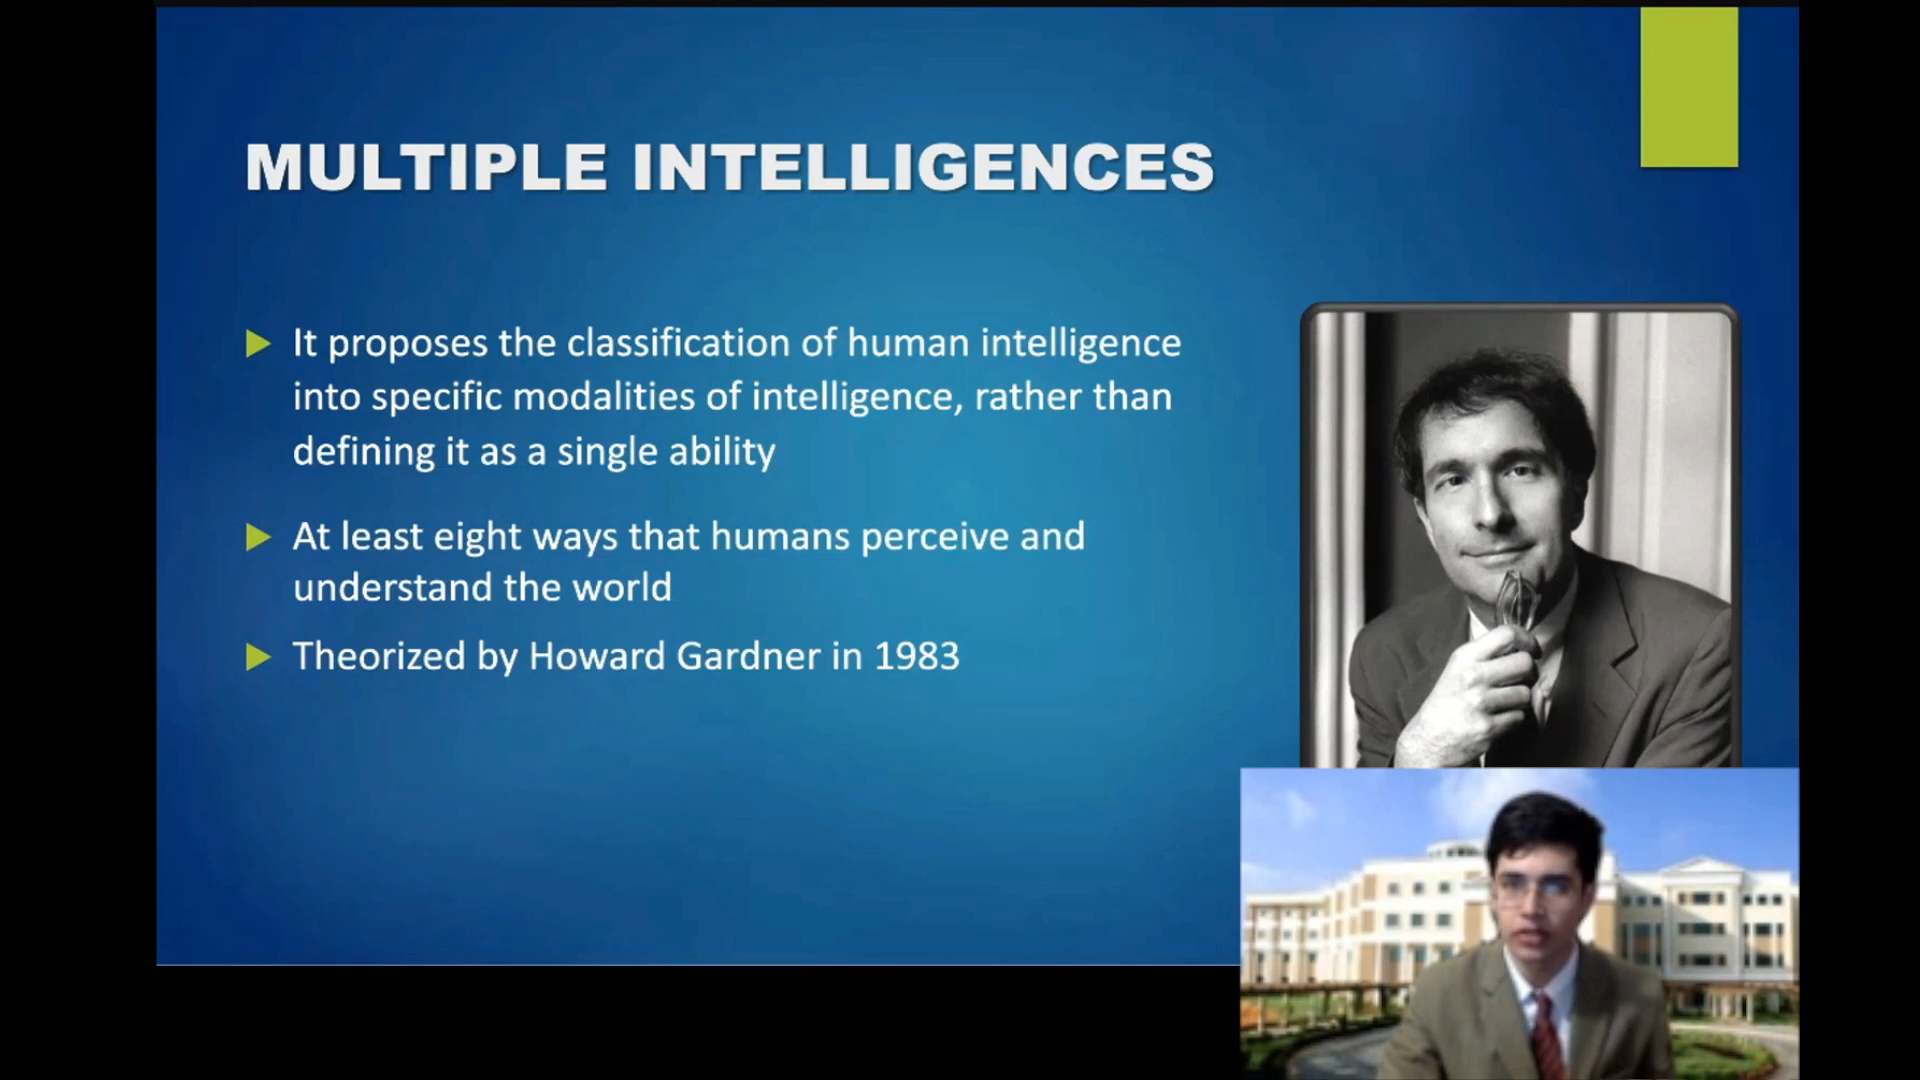 MULTIPLE INTELLIGENCES
It proposes the classification of human intelligence
into specific modalities of intelligence, rather than
defining it as a single ability
At least eight ways that humans perceive and
understand the world
Theorized by Howard Gardner in 1983